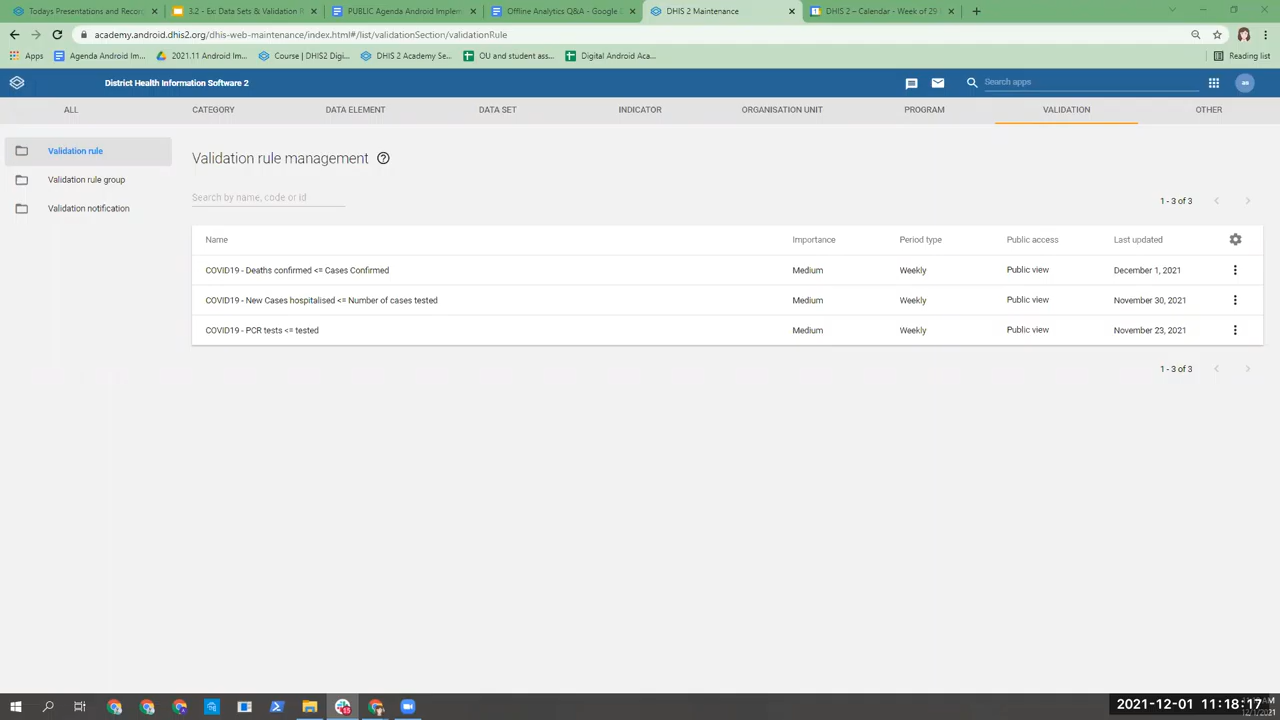 Todays Presentations and Recor
3.2 - Ex: Data Sets & Validation R
PUBLIC Agenda Android Implem
Offline Analytics Q&A - Google
DHIS 2 Maintenance
DHIS 2 – Calendar - Week of 29
academy.android.dhis2.org/dhis-web-maintenance/index.html#/list/validationSection/validationRule
Apps
Agenda Android Im...
2021.11 Android Im...
Course | DHIS2 Digi...
DHIS 2 Academy Se...
OU and student ass...
Digital Android Aca...
Reading list
District Health Information Software 2
Search apps
as
ALL
CATEGORY
DATA ELEMENT
DATA SET
INDICATOR
ORGANISATION UNIT
PROGRAM
VALIDATION
OTHER
Validation rule
Validation rule group
Validation notification
Validation rule management
Search by name, code or id
1 - 3 of 3
Name Importance Period type Public access Last updated
COVID19 - Deaths confirmed <= Cases Confirmed Medium Weekly Public view December 1, 2021
COVID19 - New Cases hospitalised <= Number of cases tested Medium Weekly Public view November 30, 2021
COVID19 - PCR tests <= tested Medium Weekly Public view November 23, 2021
1 - 3 of 3
2021-12-01 11:18:17